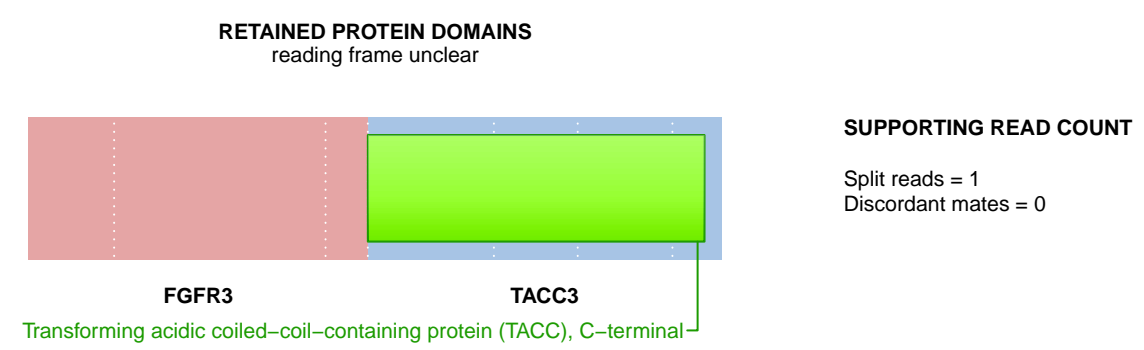 RETAINED PROTEIN DOMAINS
reading frame unclear
SUPPORTING READ COUNT
Split reads = 1
Discordant mates = 0
FGFR3
TACC3
Transforming acidic coiled−coil−containing protein (TACC), C−terminal